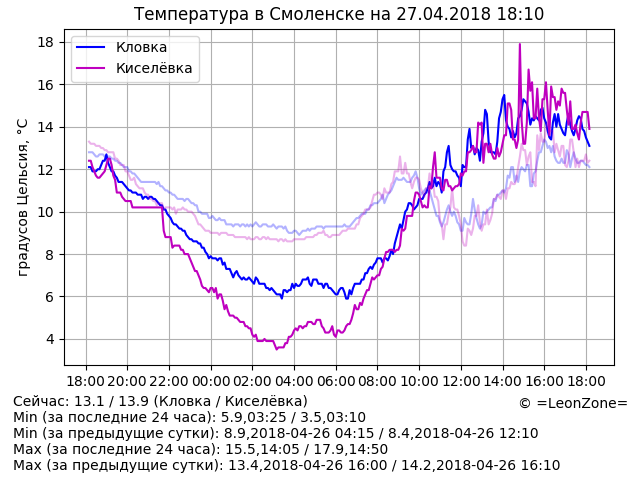 Температура в Смоленске на 27.04.2018 18:10
градусов Цельсия, °C
18
16
14
12
10
8
6
4
Кловка
Киселёвка
18:00 20:00 22:00 00:00 02:00 04:00 06:00 08:00 10:00 12:00 14:00 16:00 18:00
Сейчас: 13.1 / 13.9 (Кловка / Киселёвка)
© =LeonZone=
Min (за последние 24 часа): 5.9,03:25 / 3.5,03:10
Min (за предыдущие сутки): 8.9,2018-04-26 04:15 / 8.4,2018-04-26 12:10
Max (за последние 24 часа): 15.5,14:05 / 17.9,14:50
Max (за предыдущие сутки): 13.4,2018-04-26 16:00 / 14.2,2018-04-26 16:10